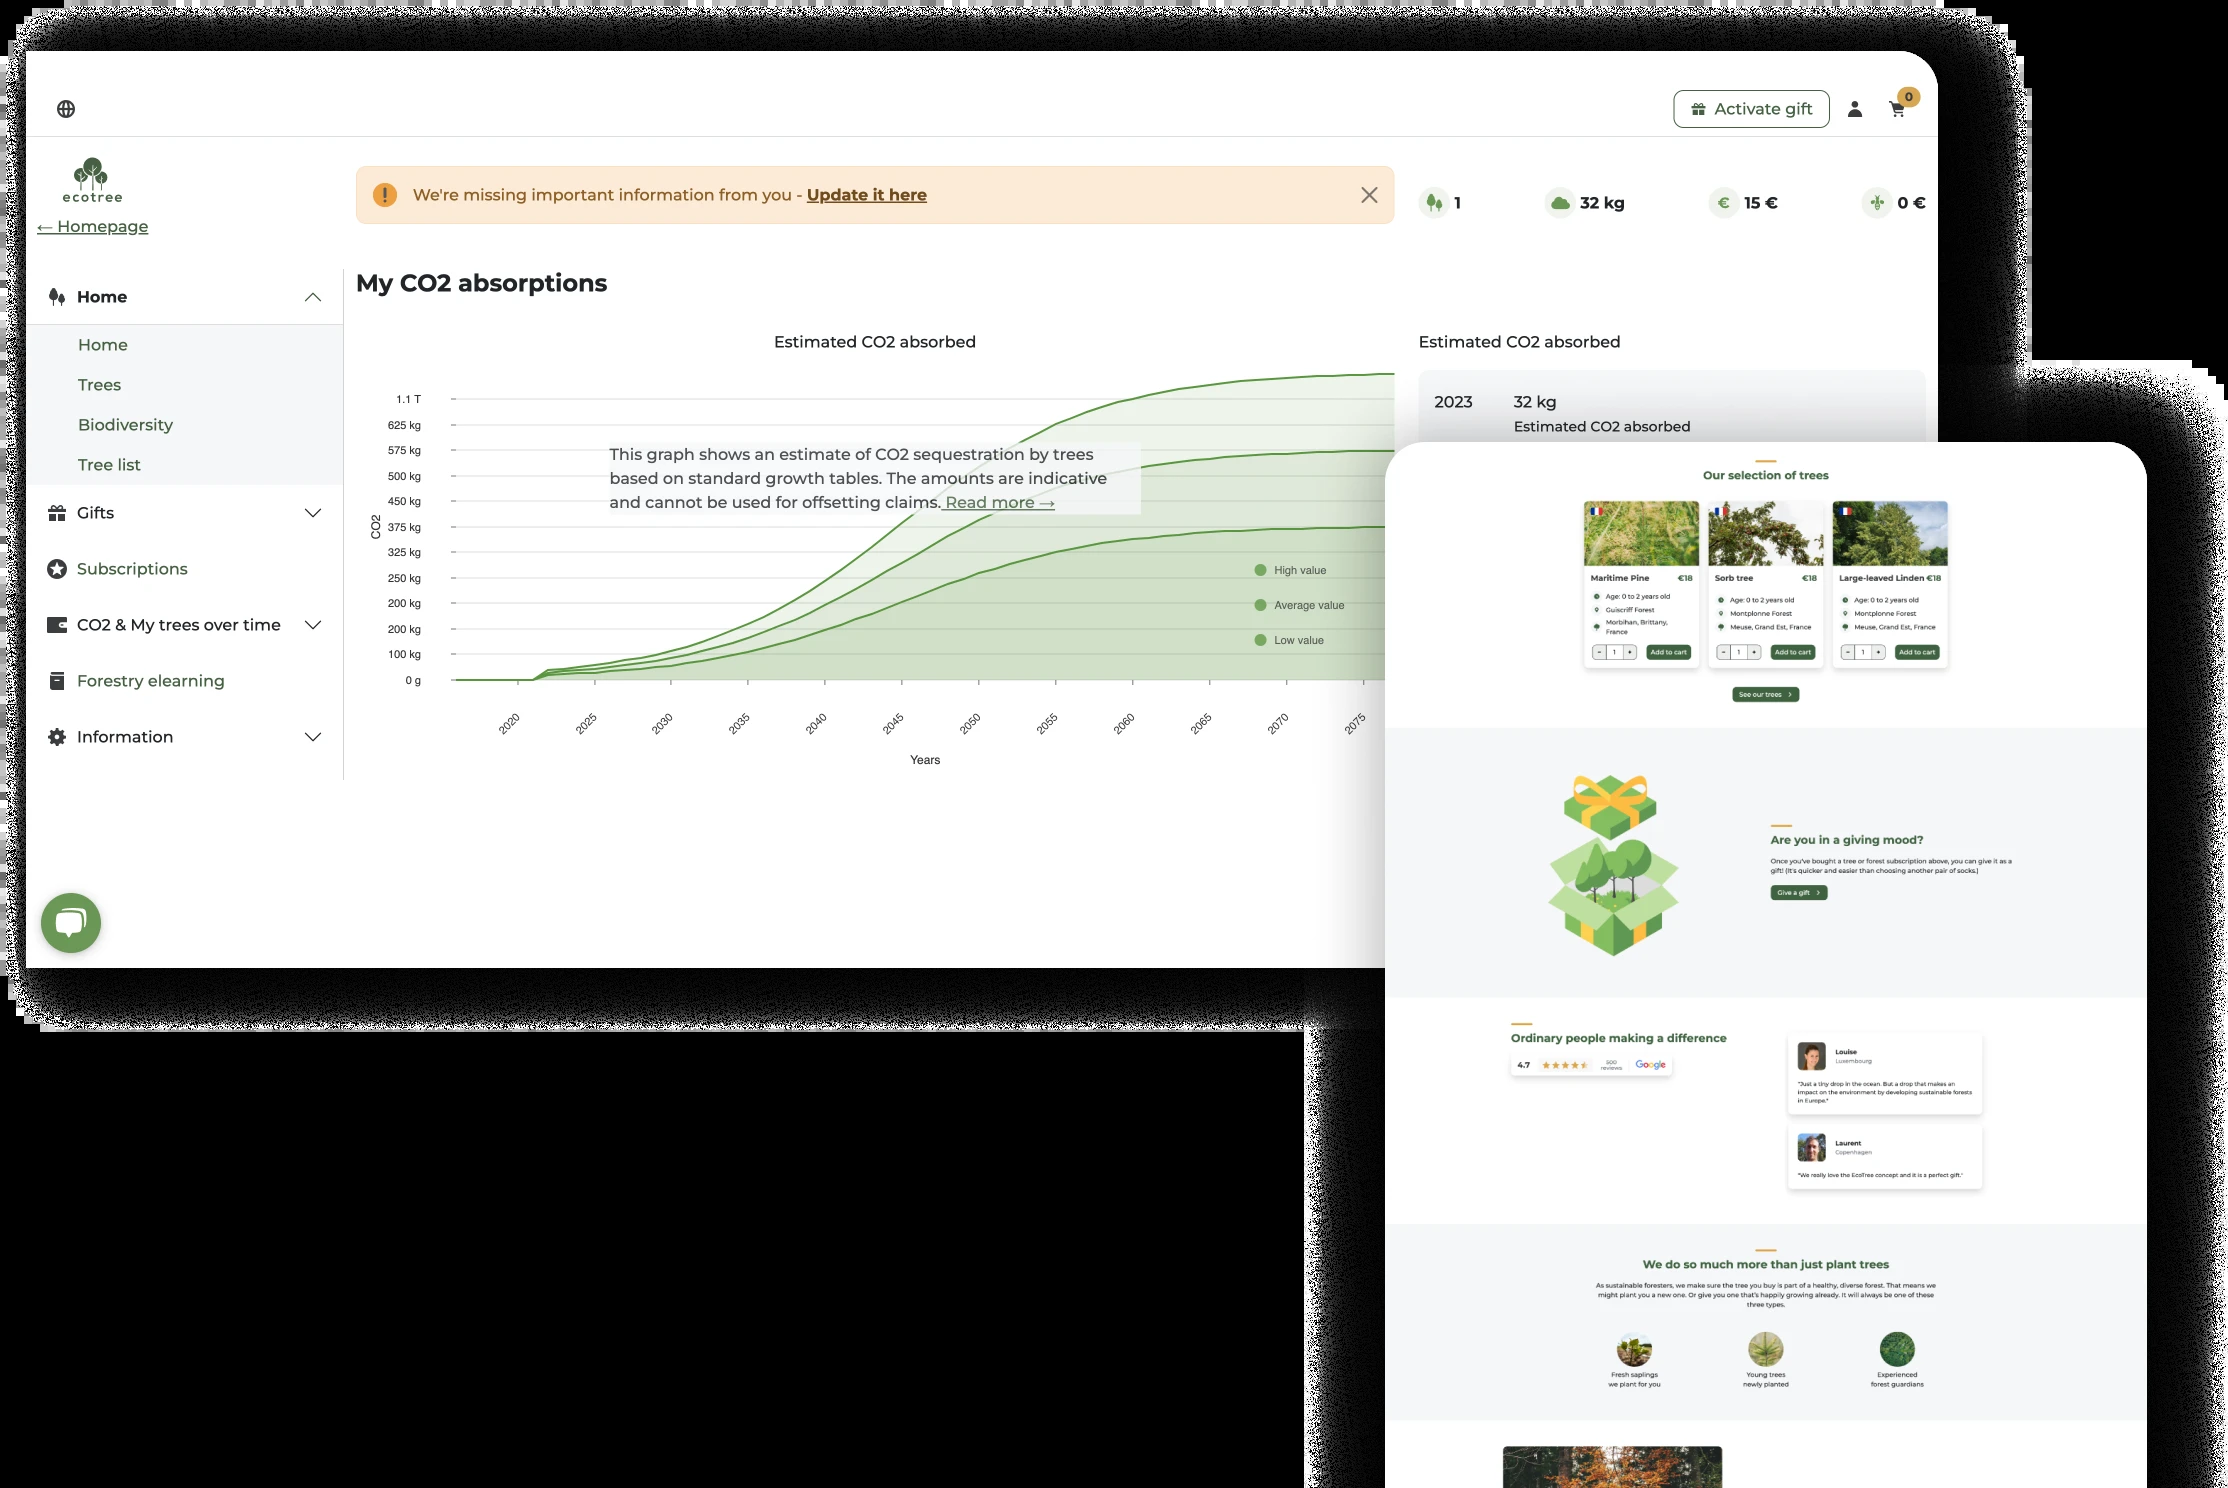 Activate gift
0
ecotree
← Homepage
We're missing important information from you - Update it here
1
32 kg
15 €
0 €
Home
Home
Trees
Biodiversity
Tree list
Gifts
Subscriptions
CO2 & My trees over time
Forestry elearning
Information
My CO2 absorptions
Estimated CO2 absorbed
1.1 T
625 kg
575 kg
500 kg
450 kg
375 kg
325 kg
250 kg
200 kg
200 kg
100 kg
0 g
CO2
This graph shows an estimate of CO2 sequestration by trees
based on standard growth tables. The amounts are indicative
and cannot be used for offsetting claims. Read more →
High value
Average value
Low value
2020
2025
2030
2035
2040
2045
2050
2055
2060
2065
2070
2075
Years
Estimated CO2 absorbed
2023 32 kg
Estimated CO2 absorbed
Our selection of trees
Maritime Pine €18
Age: 0 to 2 years old
Guiscriff Forest
Morbihan, Brittany,
France
- 1 + Add to cart
Sorb tree €18
Age: 0 to 2 years old
Montplonne Forest
Meuse, Grand Est, France
- 1 + Add to cart
Large-leaved Linden €18
Age: 0 to 2 years old
Montplonne Forest
Meuse, Grand Est, France
- 1 + Add to cart
See our trees >
Are you in a giving mood?
Once you've bought a tree or forest subscription above, you can give it as a
gift! (It's quicker and easier than choosing another pair of socks.)
Give a gift >
Ordinary people making a difference
4.7
500
reviews
Google
Louise
Luxembourg
"Just a tiny drop in the ocean. But a drop that makes an
impact on the environment by developing sustainable forests
in Europe."
Laurent
Copenhagen
"We really love the EcoTree concept and it is a perfect gift."
We do so much more than just plant trees
As sustainable foresters, we make sure the tree you buy is part of a healthy, diverse forest. That means we
might plant you a new one. Or give you one that's happily growing already. It will always be one of these
three types.
Fresh saplings
we plant for you
Young trees
newly planted
Experienced
forest guardians